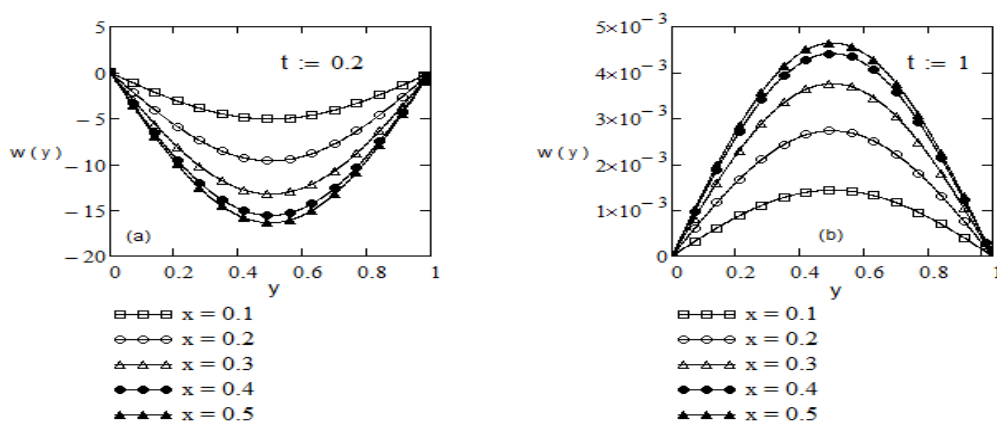 5
0
−5
−10
−15
−20
w(y)
t := 0.2
(a)
0 0.2 0.4 0.6 0.8 1
y
x = 0.1
x = 0.2
x = 0.3
x = 0.4
x = 0.5
5×10⁻³
4×10⁻³
3×10⁻³
2×10⁻³
1×10⁻³
w(y)
t := 1
(b)
0 0.2 0.4 0.6 0.8 1
y
x = 0.1
x = 0.2
x = 0.3
x = 0.4
x = 0.5